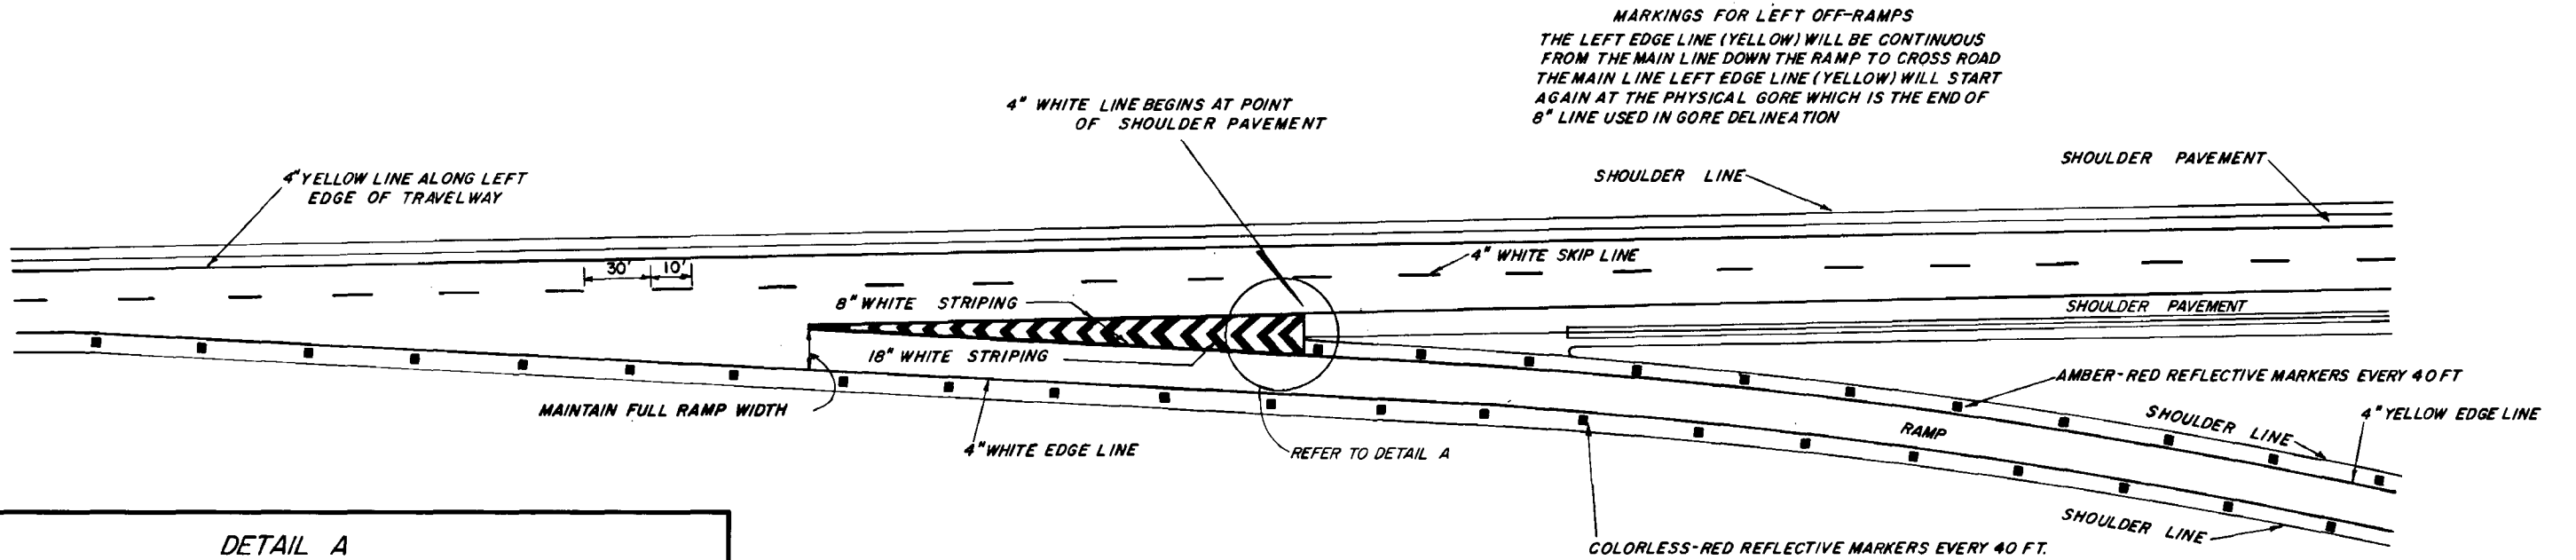 MARKINGS FOR LEFT OFF-RAMPS
THE LEFT EDGE LINE (YELLOW) WILL BE CONTINUOUS
FROM THE MAIN LINE DOWN THE RAMP TO CROSS ROAD
THE MAIN LINE LEFT EDGE LINE (YELLOW) WILL START
AGAIN AT THE PHYSICAL GORE WHICH IS THE END OF
8" LINE USED IN GORE DELINEATION
4" WHITE LINE BEGINS AT POINT
OF SHOULDER PAVEMENT
4" YELLOW LINE ALONG LEFT
EDGE OF TRAVELWAY
SHOULDER LINE
SHOULDER PAVEMENT
30'
10'
4" WHITE SKIP LINE
8" WHITE STRIPING
18" WHITE STRIPING
SHOULDER PAVEMENT
MAINTAIN FULL RAMP WIDTH
4" WHITE EDGE LINE
REFER TO DETAIL A
AMBER-RED REFLECTIVE MARKERS EVERY 40 FT
SHOULDER LINE
4" YELLOW EDGE LINE
RAMP
SHOULDER LINE
COLORLESS-RED REFLECTIVE MARKERS EVERY 40 FT.
DETAIL A